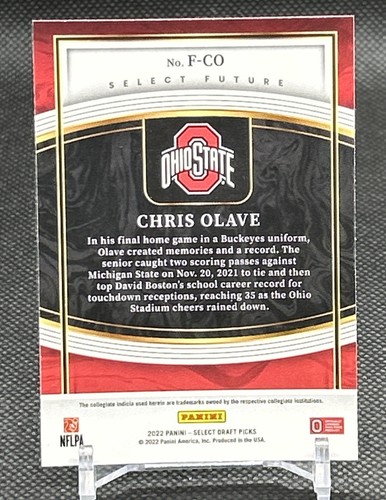 No. F-CO
SELECT FUTURE
OHIO STATE
CHRIS OLAVE
In his final home game in a Buckeyes uniform,
Olave created memories and a record. The
senior caught two scoring passes against
Michigan State on Nov. 20, 2021 to tie and then
top David Boston's school career record for
touchdown receptions, reaching 35 as the Ohio
Stadium cheers rained down.
The collegiate indicia used herein are trademarks owned by the respective collegiate institutions.
PANINI
NFLPA
2022 PANINI – SELECT DRAFT PICKS
© 2022 Panini America, Inc. Produced in the USA.